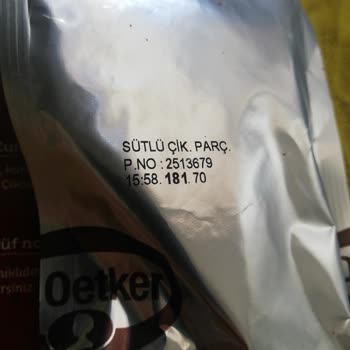 SÜTLÜ ÇİK. PARÇ.
P.NO : 2513679
15:58. 181. 70
Oetker